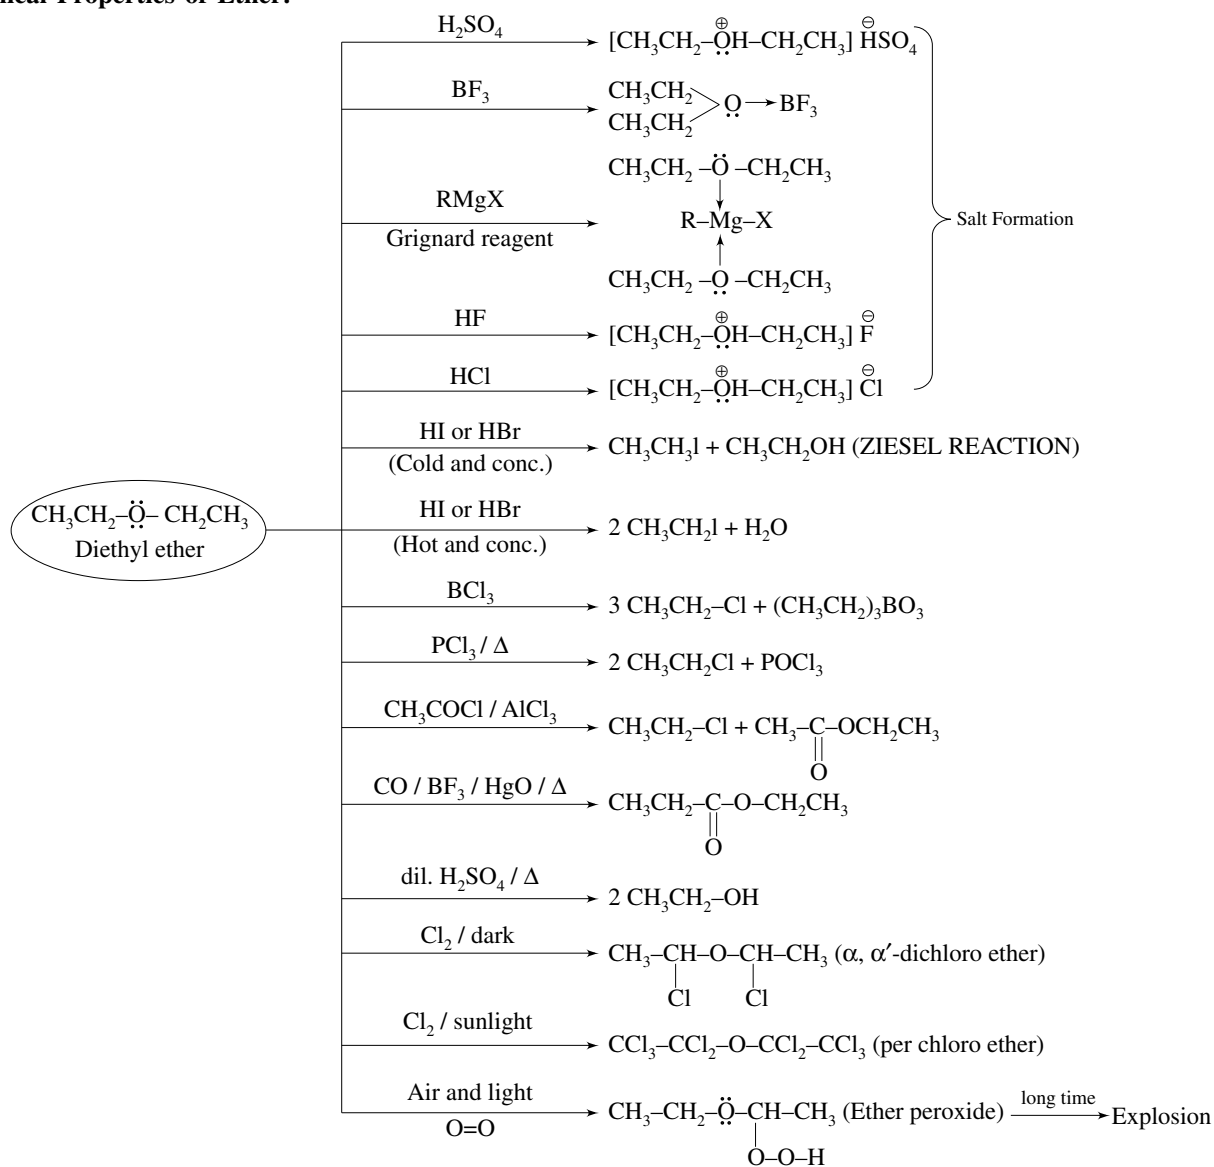 nical Properties of Ether:
H₂SO₄
[CH₃CH₂–ÖH–CH₂CH₃] HSO₄
⊕ ⊖
BF₃
CH₃CH₂
CH₃CH₂
O→BF₃
RMgX
Grignard reagent
CH₃CH₂ –O –CH₂CH₃
R–Mg–X
CH₃CH₂ –O –CH₂CH₃
Salt Formation
HF
[CH₃CH₂–OH–CH₂CH₃] F
⊕ ⊖
HCl
[CH₃CH₂–OH–CH₂CH₃] Cl
⊕ ⊖
HI or HBr
(Cold and conc.)
CH₃CH₃l + CH₃CH₂OH (ZIESEL REACTION)
CH₃CH₂–O– CH₂CH₃
Diethyl ether
HI or HBr
(Hot and conc.)
2 CH₃CH₂l + H₂O
BCl₃
3 CH₃CH₂–Cl + (CH₃CH₂)₃BO₃
PCl₃ / Δ
2 CH₃CH₂Cl + POCl₃
CH₃COCl / AlCl₃
CH₃CH₂–Cl + CH₃–C–OCH₂CH₃
O
CO / BF₃ / HgO / Δ
CH₃CH₂–C–O–CH₂CH₃
O
dil. H₂SO₄ / Δ
2 CH₃CH₂–OH
Cl₂ / dark
CH₃–CH–O–CH–CH₃ (α, α′-dichloro ether)
Cl Cl
Cl₂ / sunlight
CCl₃–CCl₂–O–CCl₂–CCl₃ (per chloro ether)
Air and light
O=O
CH₃–CH₂–O–CH–CH₃ (Ether peroxide)
O–O–H
long time
Explosion